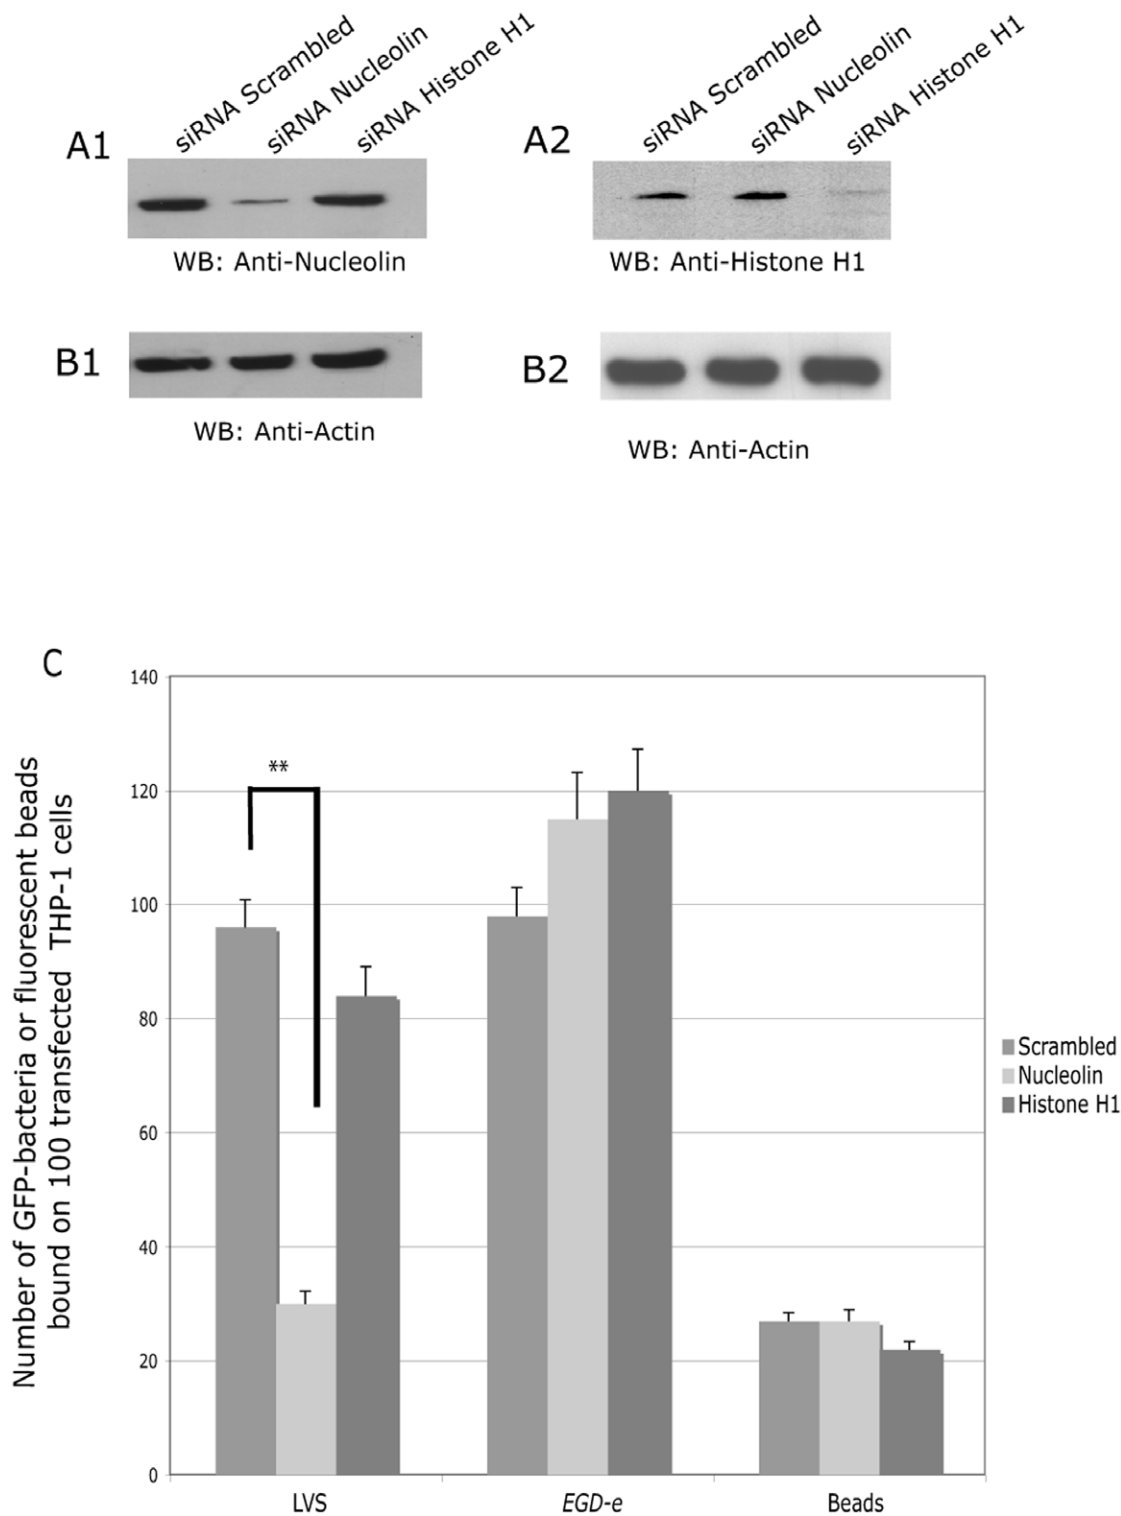 siRNA Scrambled
siRNA Nucleolin
siRNA Histone H1
A1
WB: Anti-Nucleolin
siRNA Scrambled
siRNA Nucleolin
siRNA Histone H1
A2
WB: Anti-Histone H1
B1
WB: Anti-Actin
B2
WB: Anti-Actin
C
Number of GFP-bacteria or fluorescent beads
bound on 100 transfected THP-1 cells
140
120
100
80
60
40
20
0
**
LVS
EGD-e
Beads
Scrambled
Nucleolin
Histone H1